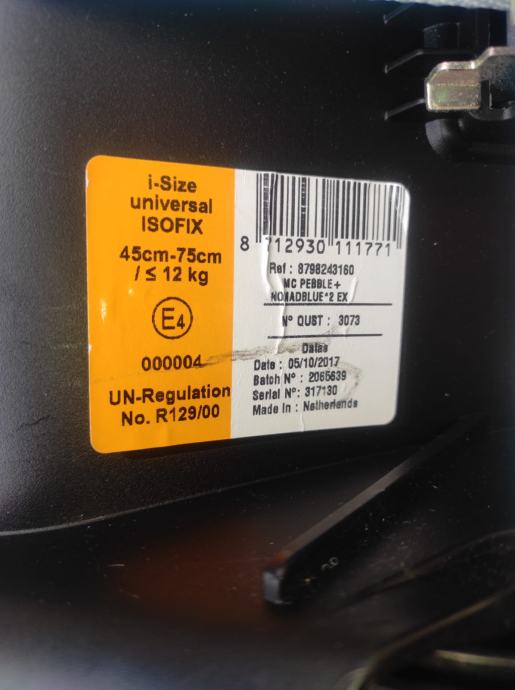 i-Size
universal
ISOFIX
45cm-75cm
/ ≤ 12 kg
E4
000004
UN-Regulation
No. R129/00
8 712930 111771
Ref : 8798243160
MC PEBBLE+
NOMADBLUE*2 EX
N° QUST : 3073
Datas
Date : 05/10/2017
Batch N° : 2065639
Serial N° : 317130
Made In : Netherlands